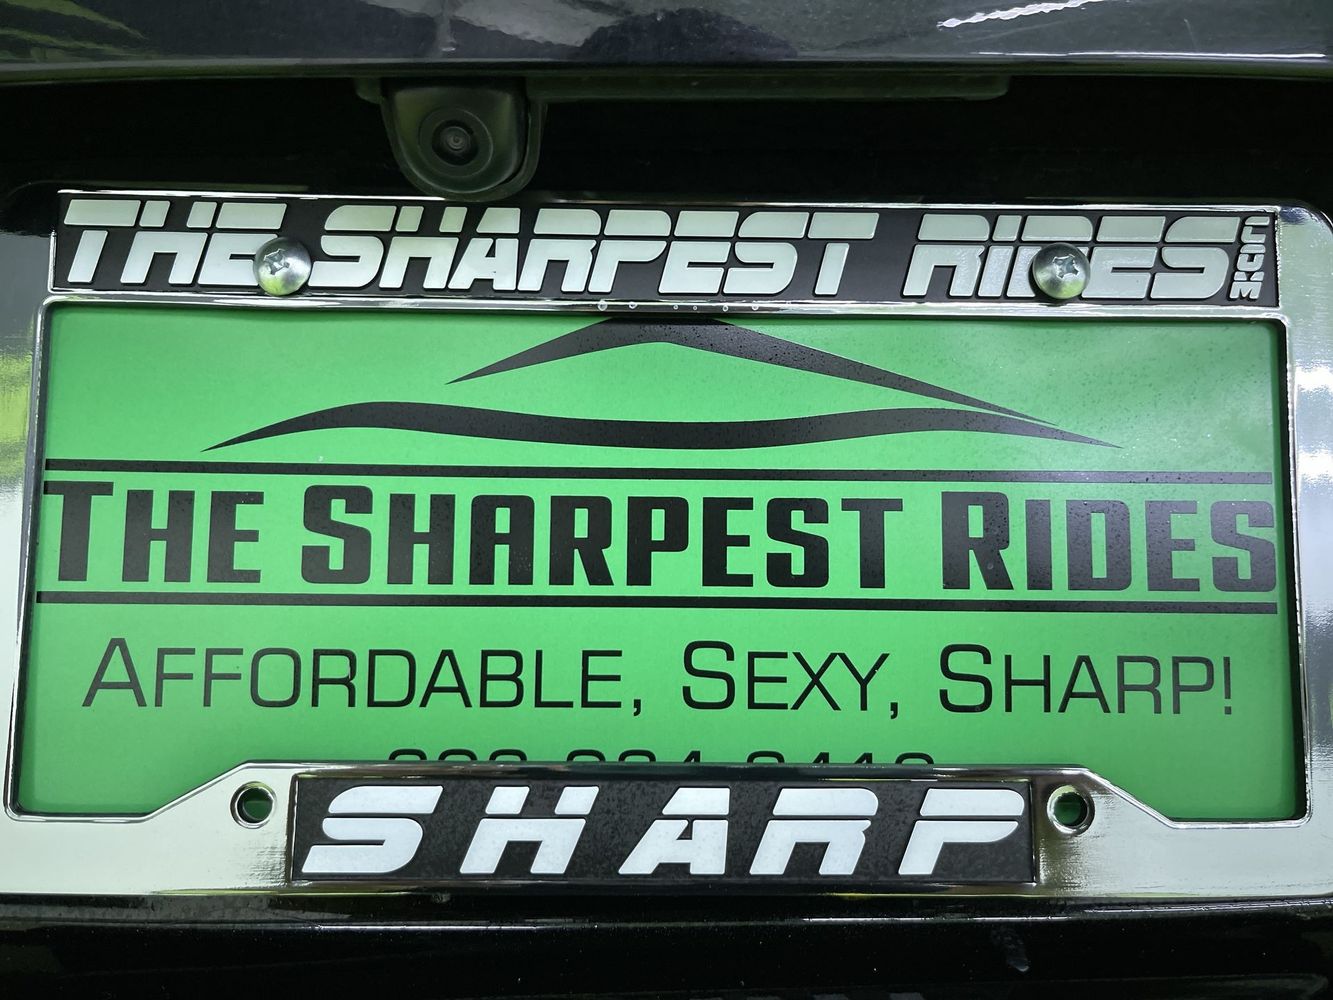 THE SHARPEST RIDES.COM
THE SHARPEST RIDES
AFFORDABLE, SEXY, SHARP!
SHARP